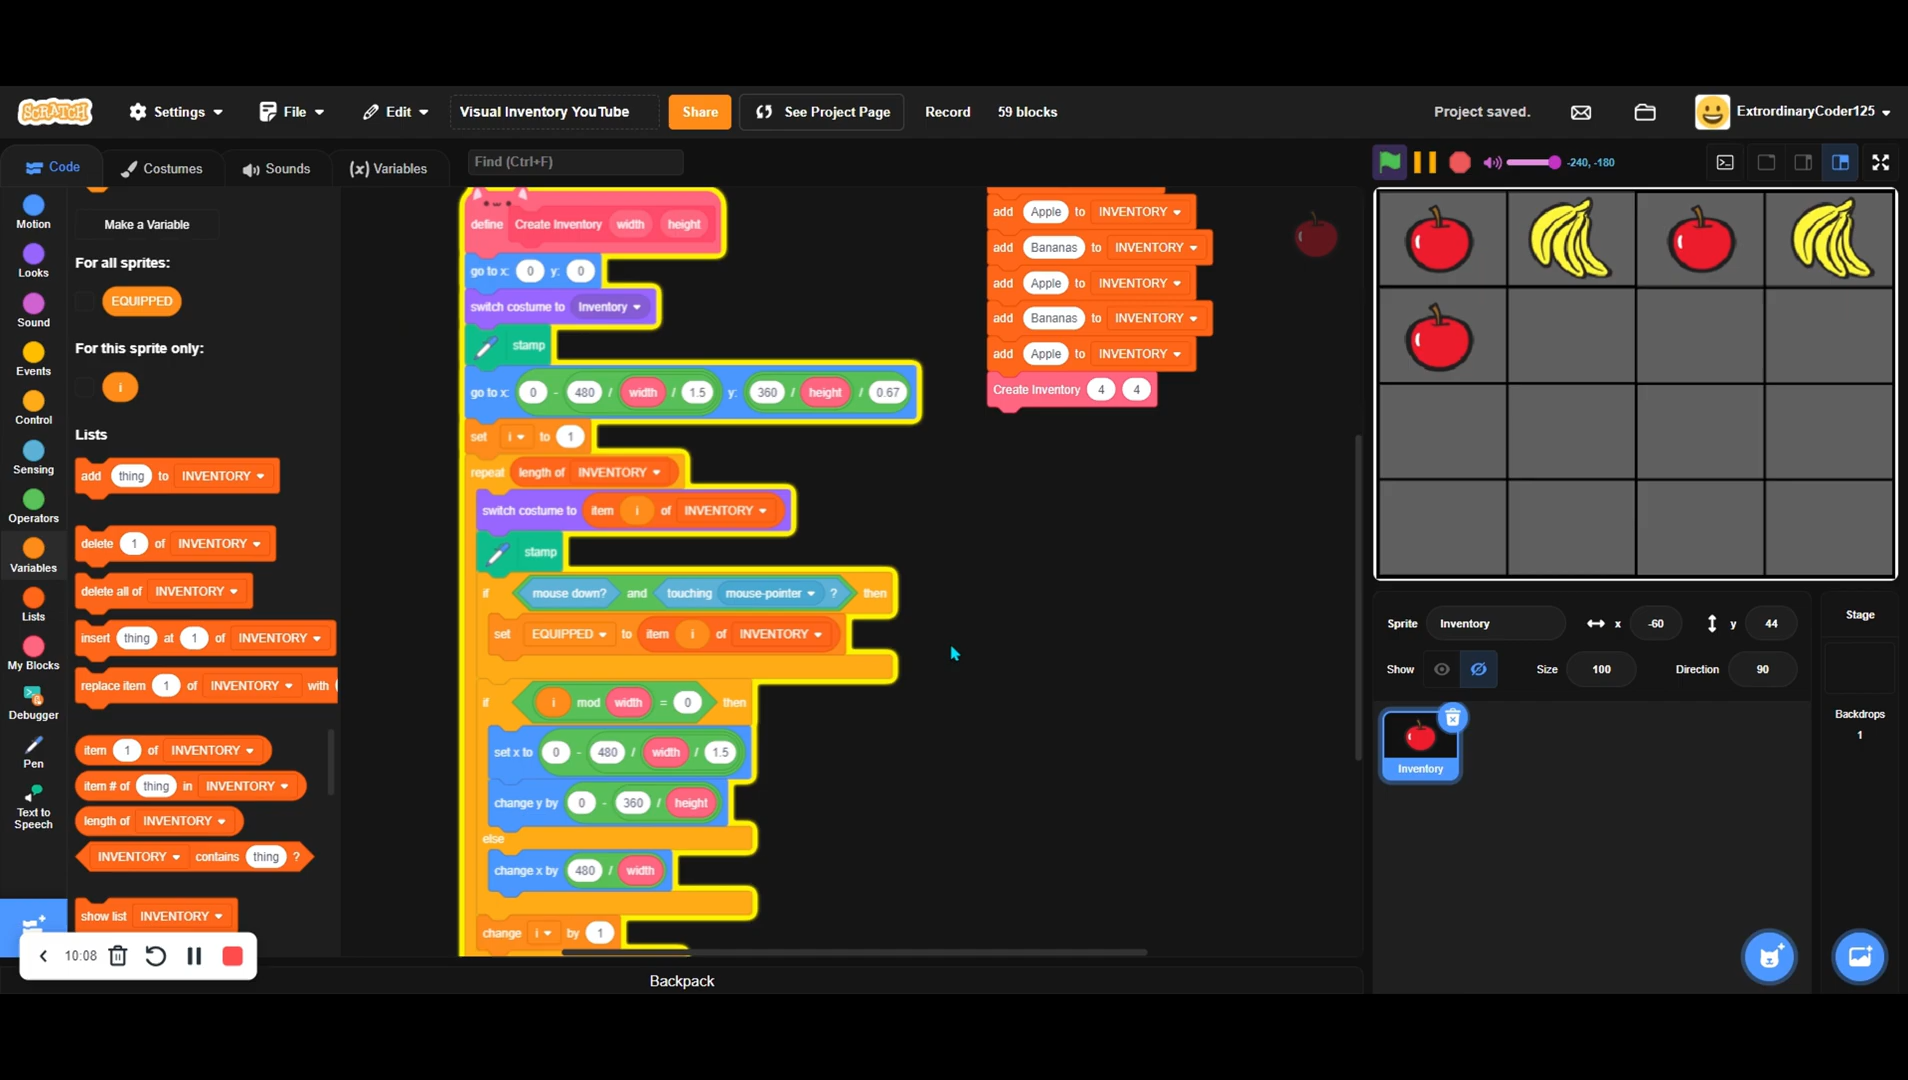 SCRATCH Settings File Edit Visual Inventory YouTube Share See Project Page Record 59 blocks Project saved. ExtrordinaryCoder125
Code Costumes Sounds (x) Variables Find (Ctrl+F) -240, -180
Motion
Looks
Sound
Events
Control
Sensing
Operators
Variables
Lists
My Blocks
Debugger
Pen
Text to
Speech
Make a Variable
For all sprites:
EQUIPPED
For this sprite only:
i
Lists
add thing to INVENTORY
delete 1 of INVENTORY
delete all of INVENTORY
insert thing at 1 of INVENTORY
replace item 1 of INVENTORY with
item 1 of INVENTORY
item # of thing in INVENTORY
length of INVENTORY
INVENTORY contains thing ?
show list INVENTORY
define Create Inventory width height
go to x: 0 y: 0
switch costume to Inventory
stamp
go to x: 0 - 480 / width / 1.5 y: 360 / height / 0.67
set i to 1
repeat length of INVENTORY
switch costume to item i of INVENTORY
stamp
if mouse down? and touching mouse-pointer ? then
set EQUIPPED to item i of INVENTORY
if i mod width = 0 then
set x to 0 - 480 / width / 1.5
change y by 0 - 360 / height
else
change x by 480 / width
change i by 1
add Apple to INVENTORY
add Bananas to INVENTORY
add Apple to INVENTORY
add Bananas to INVENTORY
add Apple to INVENTORY
Create Inventory 4 4
Sprite Inventory x -60 y 44
Show Size 100 Direction 90
Inventory
Stage
Backdrops
1
10:08
Backpack